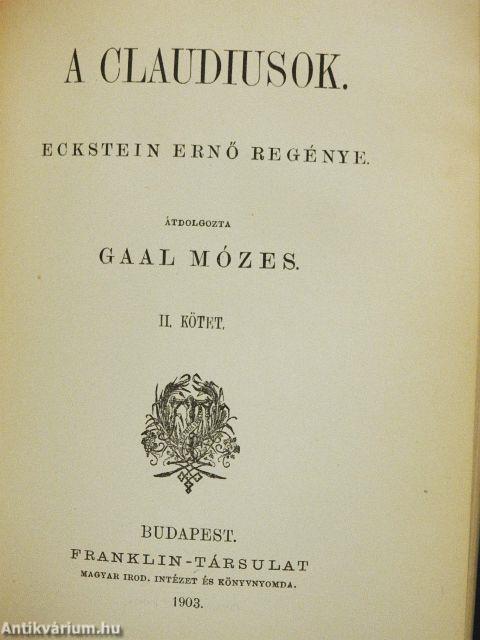 A CLAUDIUSOK.
ECKSTEIN ERNŐ REGÉNYE.
ÁTDOLGOZTA
GAAL MÓZES.
II. KÖTET.
BUDAPEST.
FRANKLIN-TÁRSULAT
MAGYAR IROD. INTÉZET ÉS KÖNYVNYOMDA.
1903.
Antikvárium.hu